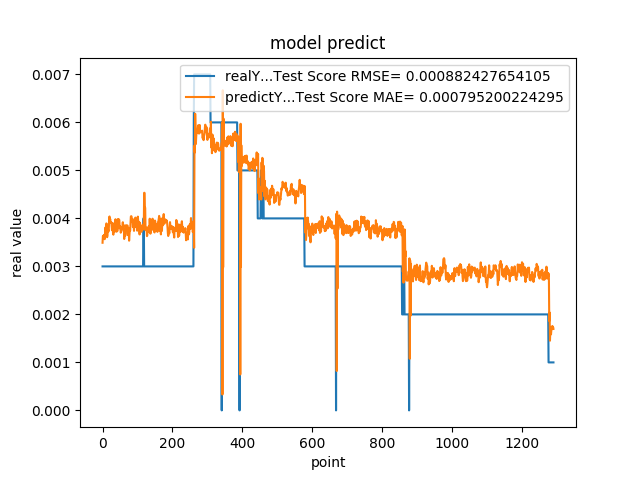 model predict
realY...Test Score RMSE= 0.000882427654105
predictY...Test Score MAE= 0.000795200224295
0.007
0.006
0.005
0.004
0.003
0.002
0.001
0.000
real value
0 200 400 600 800 1000 1200
point